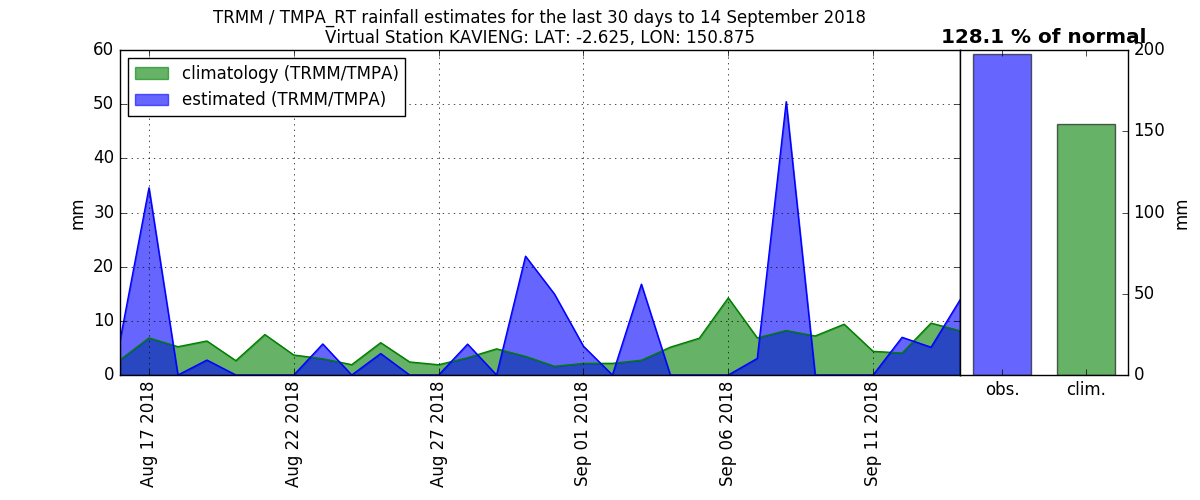 TRMM / TMPA_RT rainfall estimates for the last 30 days to 14 September 2018
Virtual Station KAVIENG: LAT: -2.625, LON: 150.875
128.1 % of normal
climatology (TRMM/TMPA)
estimated (TRMM/TMPA)
60
50
40
30
20
10
0
mm
200
150
100
50
0
mm
Aug 17 2018
Aug 22 2018
Aug 27 2018
Sep 01 2018
Sep 06 2018
Sep 11 2018
obs.
clim.